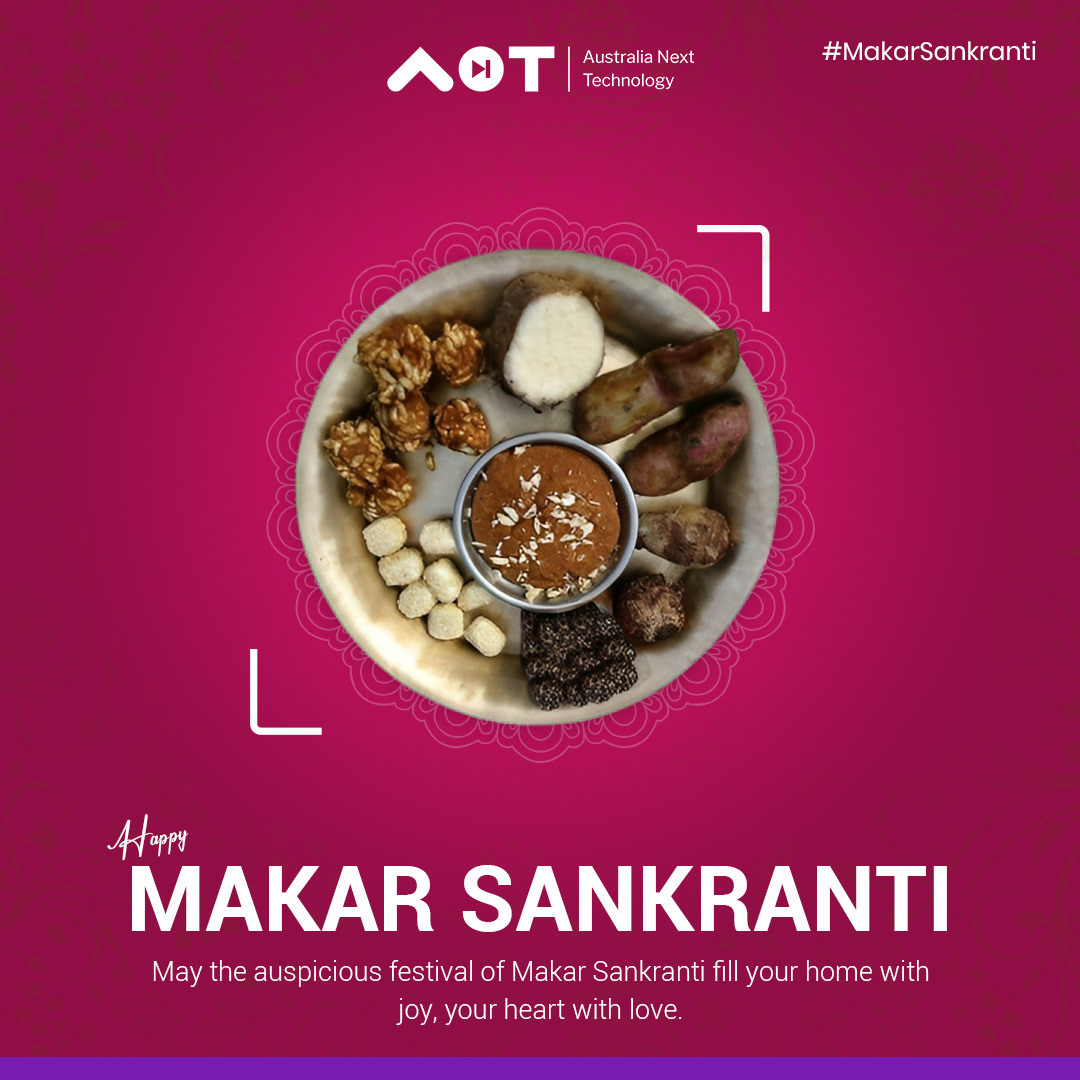 AOT
Australia Next
Technology
#MakarSankranti
Happy
MAKAR SANKRANTI
May the auspicious festival of Makar Sankranti fill your home with
joy, your heart with love.